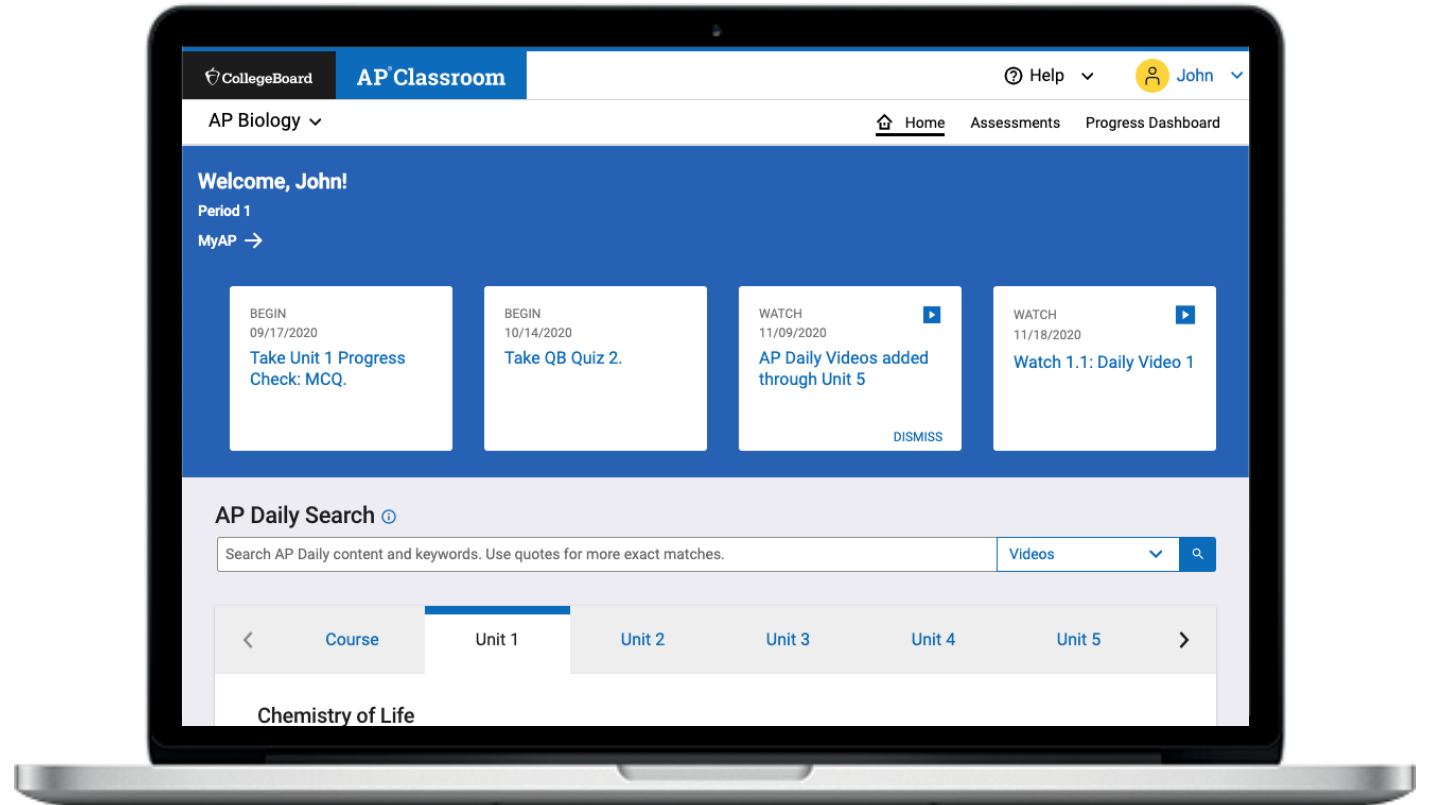 CollegeBoard
AP® Classroom
Help
John
AP Biology
Home
Assessments
Progress Dashboard
Welcome, John!
Period 1
MyAP
BEGIN
09/17/2020
Take Unit 1 Progress
Check: MCQ.
BEGIN
10/14/2020
Take QB Quiz 2.
WATCH
11/09/2020
AP Daily Videos added
through Unit 5
DISMISS
WATCH
11/18/2020
Watch 1.1: Daily Video 1
AP Daily Search
Search AP Daily content and keywords. Use quotes for more exact matches.
Videos
Course
Unit 1
Unit 2
Unit 3
Unit 4
Unit 5
Chemistry of Life